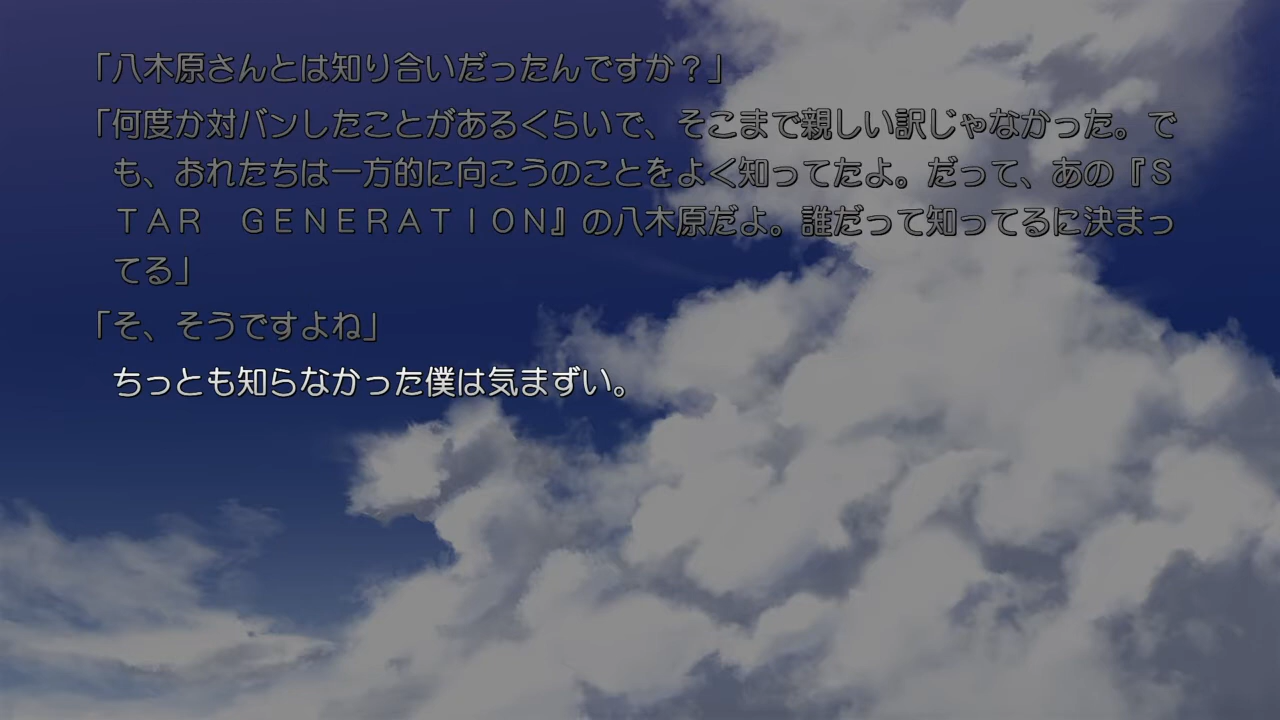 「八木原さんとは知り合いだったんですか？」
「何度か対バンしたことがあるくらいで、そこまで親しい訳じゃなかった。で
も、おれたちは一方的に向こうのことをよく知ってたよ。だって、あの『Ｓ
ＴＡＲ　ＧＥＮＥＲＡＴＩＯＮ』の八木原だよ。誰だって知ってるに決まっ
てる」
「そ、そうですよね」
ちっとも知らなかった僕は気まずい。